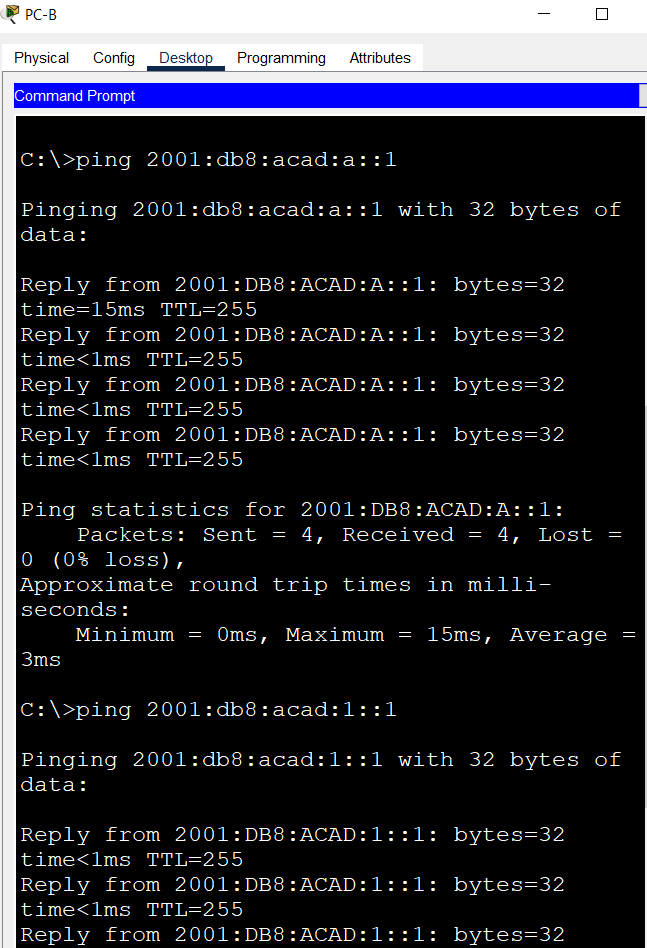 PC-B
Physical Config Desktop Programming Attributes
Command Prompt
C:\>ping 2001:db8:acad:a::1
Pinging 2001:db8:acad:a::1 with 32 bytes of
data:
Reply from 2001:DB8:ACAD:A::1: bytes=32
time=15ms TTL=255
Reply from 2001:DB8:ACAD:A::1: bytes=32
time<1ms TTL=255
Reply from 2001:DB8:ACAD:A::1: bytes=32
time<1ms TTL=255
Reply from 2001:DB8:ACAD:A::1: bytes=32
time<1ms TTL=255
Ping statistics for 2001:DB8:ACAD:A::1:
Packets: Sent = 4, Received = 4, Lost =
0 (0% loss),
Approximate round trip times in milli-
seconds:
Minimum = 0ms, Maximum = 15ms, Average =
3ms
C:\>ping 2001:db8:acad:1::1
Pinging 2001:db8:acad:1::1 with 32 bytes of
data:
Reply from 2001:DB8:ACAD:1::1: bytes=32
time<1ms TTL=255
Reply from 2001:DB8:ACAD:1::1: bytes=32
time<1ms TTL=255
Reply from 2001:DB8:ACAD:1::1: bytes=32